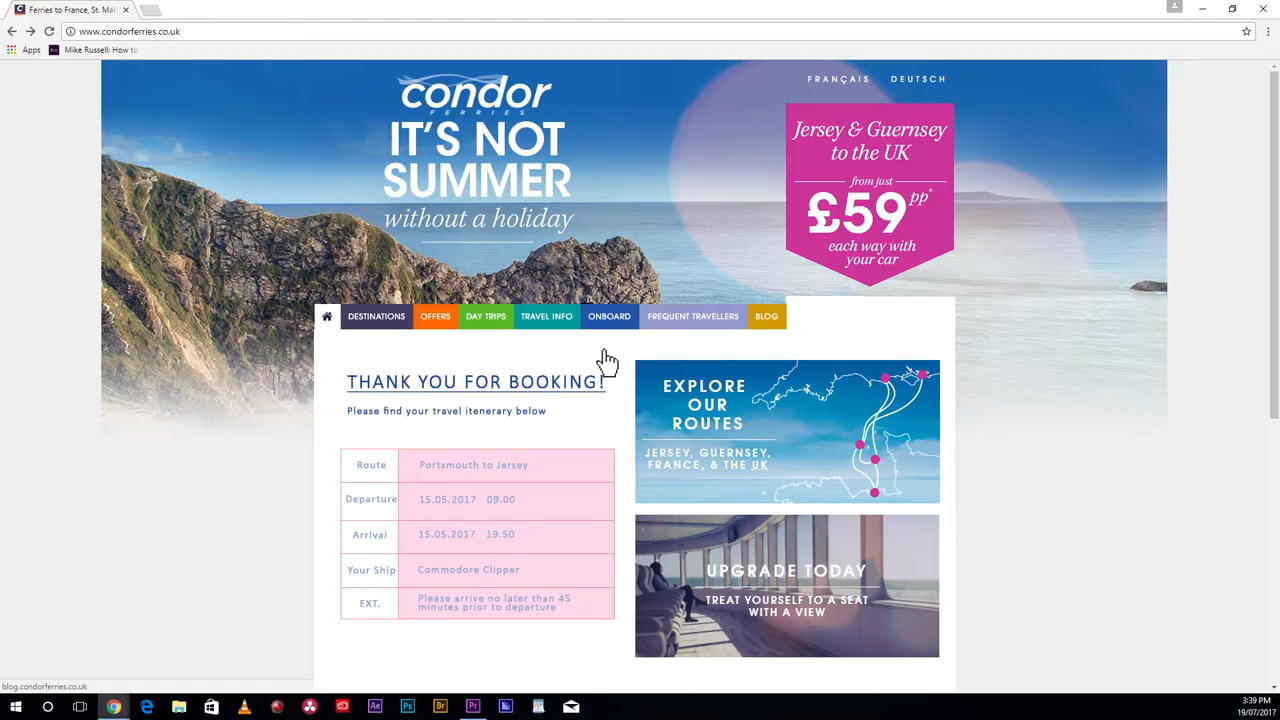 Ferries to France, St. Mal
www.condorferries.co.uk
Apps
Mike Russell: How to
FRANÇAIS DEUTSCH
condor
FERRIES
IT'S NOT
SUMMER
without a holiday
Jersey & Guernsey
to the UK
from just
£59pp*
each way with
your car
DESTINATIONS OFFERS DAY TRIPS TRAVEL INFO ONBOARD FREQUENT TRAVELLERS BLOG
THANK YOU FOR BOOKING!
Please find your travel itenerary below
Route Portsmouth to Jersey
Departure 15.05.2017 09.00
Arrival 15.05.2017 19.50
Your Ship Commodore Clipper
EXT. Please arrive no later than 45
minutes prior to departure
EXPLORE
OUR
ROUTES
JERSEY, GUERNSEY,
FRANCE, & THE UK
UPGRADE TODAY
TREAT YOURSELF TO A SEAT
WITH A VIEW
blog.condorferries.co.uk
Ae Ps Br Pr
3:39 PM
19/07/2017